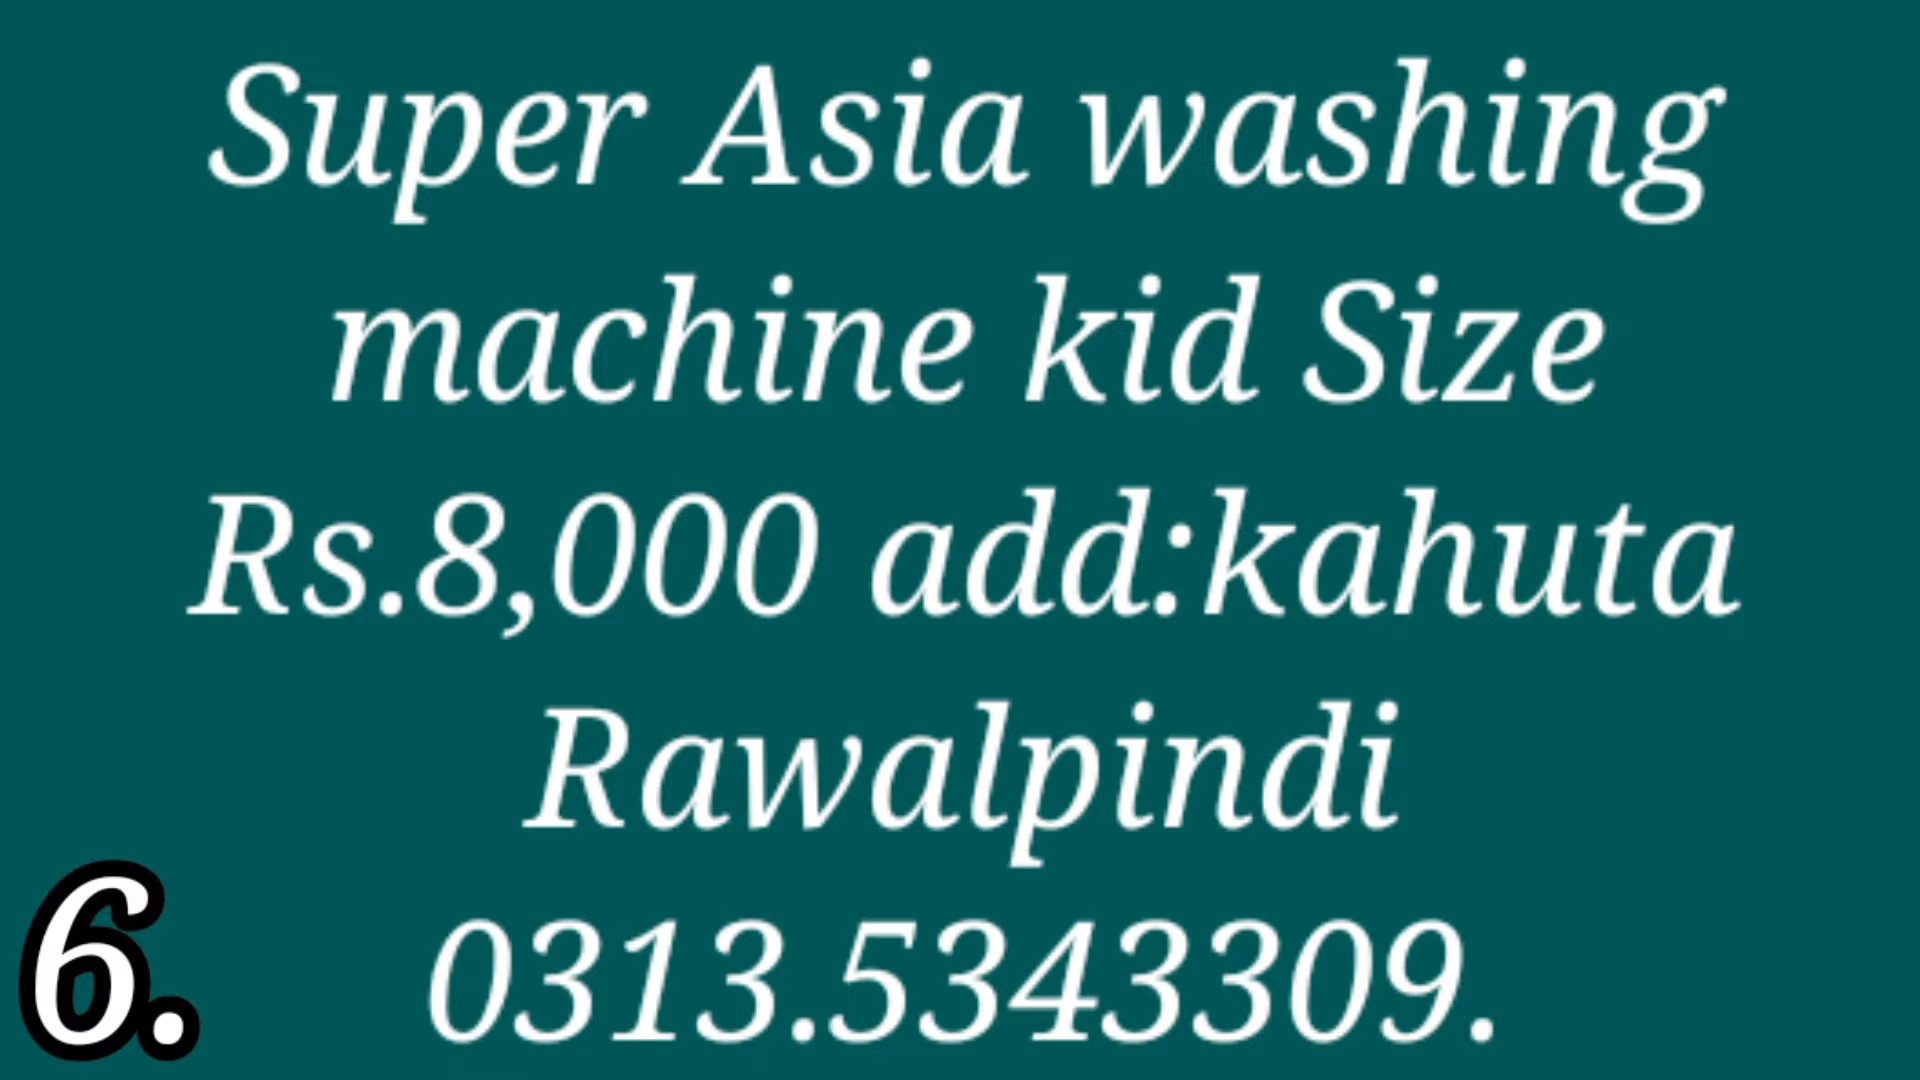 Super Asia washing
machine kid Size
Rs.8,000 add:kahuta
Rawalpindi
0313.5343309.
6.